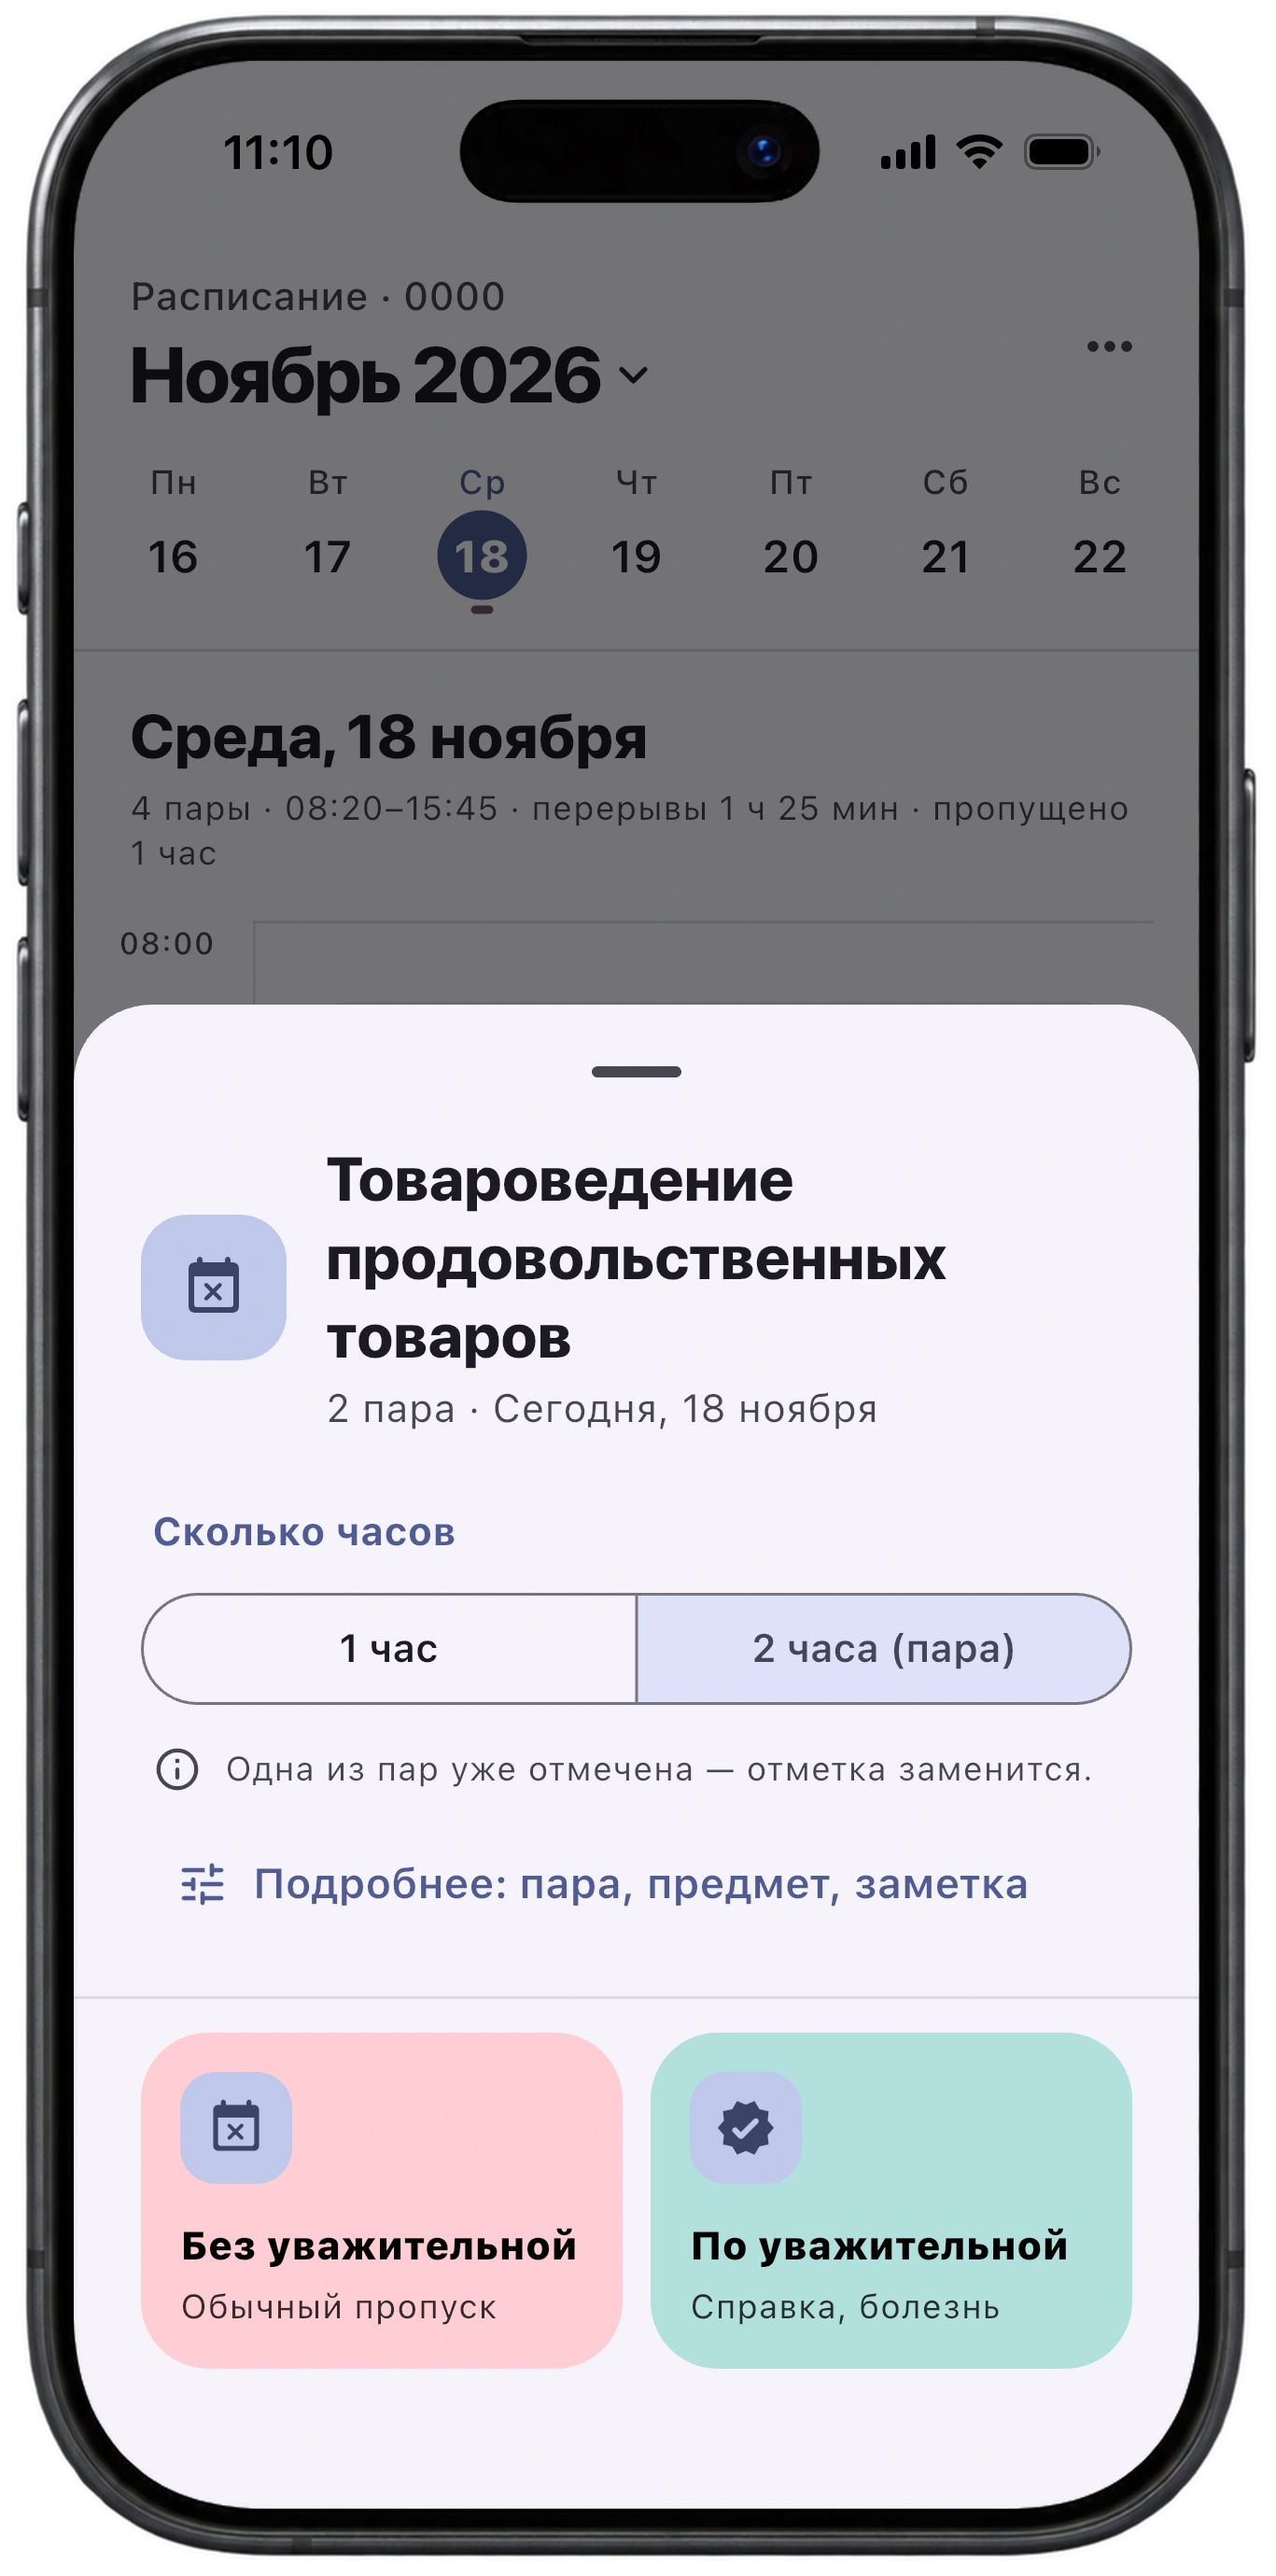 11:10
Расписание · 0000
Ноябрь 2026
Пн Вт Ср Чт Пт Сб Вс
16 17 18 19 20 21 22
Среда, 18 ноября
4 пары · 08:20–15:45 · перерывы 1 ч 25 мин · пропущено
1 час
08:00
Товароведение
продовольственных
товаров
2 пара · Сегодня, 18 ноября
Сколько часов
1 час 2 часа (пара)
Одна из пар уже отмечена — отметка заменится.
Подробнее: пара, предмет, заметка
Без уважительной
Обычный пропуск
По уважительной
Справка, болезнь